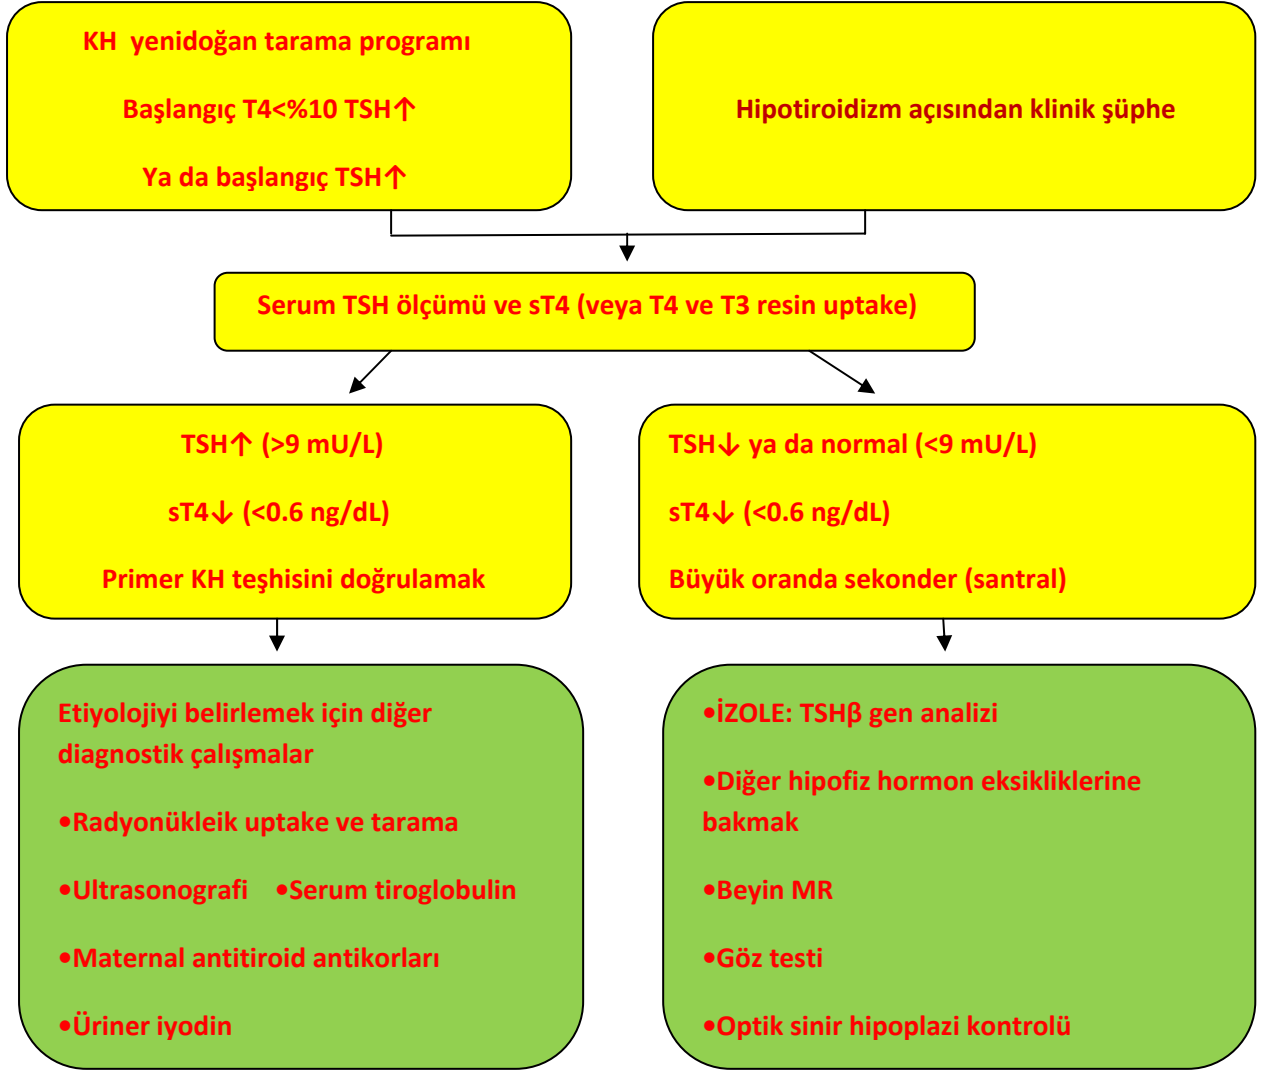 KH yenidoğan tarama programı
Başlangıç T4<%10 TSH↑
Ya da başlangıç TSH↑
Hipotiroidizm açısından klinik şüphe
Serum TSH ölçümü ve sT4 (veya T4 ve T3 resin uptake)
TSH↑ (>9 mU/L)
sT4↓ (<0.6 ng/dL)
Primer KH teşhisini doğrulamak
TSH↓ ya da normal (<9 mU/L)
sT4↓ (<0.6 ng/dL)
Büyük oranda sekonder (santral)
Etiyolojiyi belirlemek için diğer
diagnostik çalışmalar
•Radyonükleik uptake ve tarama
•Ultrasonografi •Serum tiroglobulin
•Maternal antitiroid antikorları
•Üriner iyodin
•İZOLE: TSHβ gen analizi
•Diğer hipofiz hormon eksikliklerine
bakmak
•Beyin MR
•Göz testi
•Optik sinir hipoplazi kontrolü